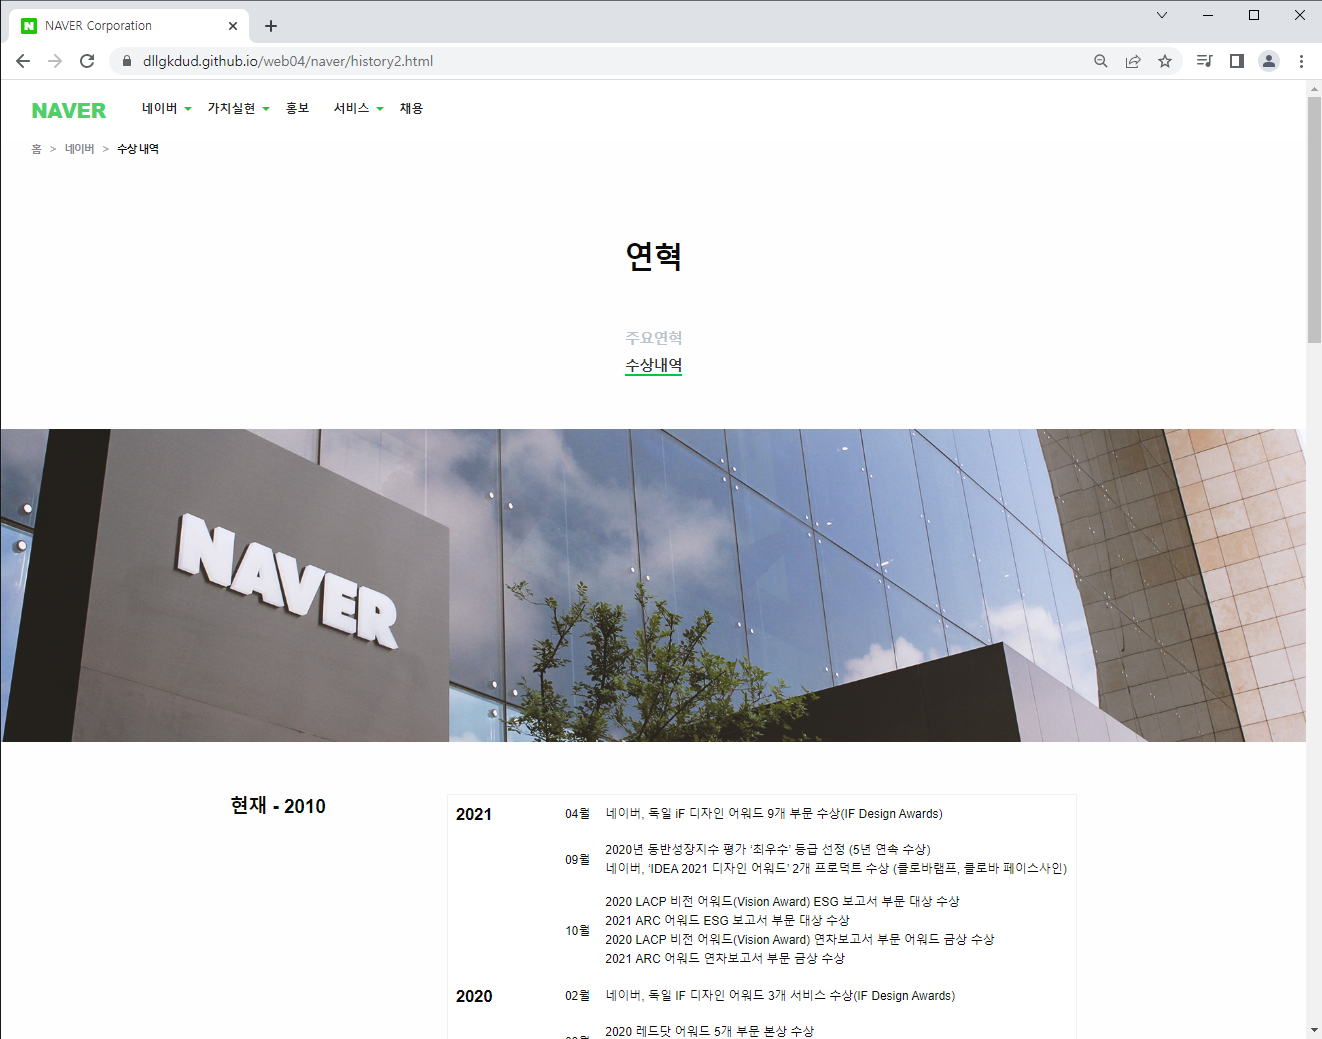 NAVER Corporation
dllgkdud.github.io/web04/naver/history2.html
NAVER 네이버 가치실현 홍보 서비스 채용
홈 > 네이버 > 수상 내역
연혁
주요연혁
수상내역
NAVER
현재 - 2010
2021 04월 네이버, 독일 iF 디자인 어워드 9개 부문 수상(IF Design Awards)
2020년 동반성장지수 평가 ‘최우수’ 등급 선정 (5년 연속 수상)
09월
네이버, ‘IDEA 2021 디자인 어워드’ 2개 프로덕트 수상 (클로바램프, 클로바 페이스사인)
2020 LACP 비전 어워드(Vision Award) ESG 보고서 부문 대상 수상
2021 ARC 어워드 ESG 보고서 부문 대상 수상
10월
2020 LACP 비전 어워드(Vision Award) 연차보고서 부문 어워드 금상 수상
2021 ARC 어워드 연차보고서 부문 금상 수상
2020 02월 네이버, 독일 IF 디자인 어워드 3개 서비스 수상(IF Design Awards)
2020 레드닷 어워드 5개 부문 본상 수상